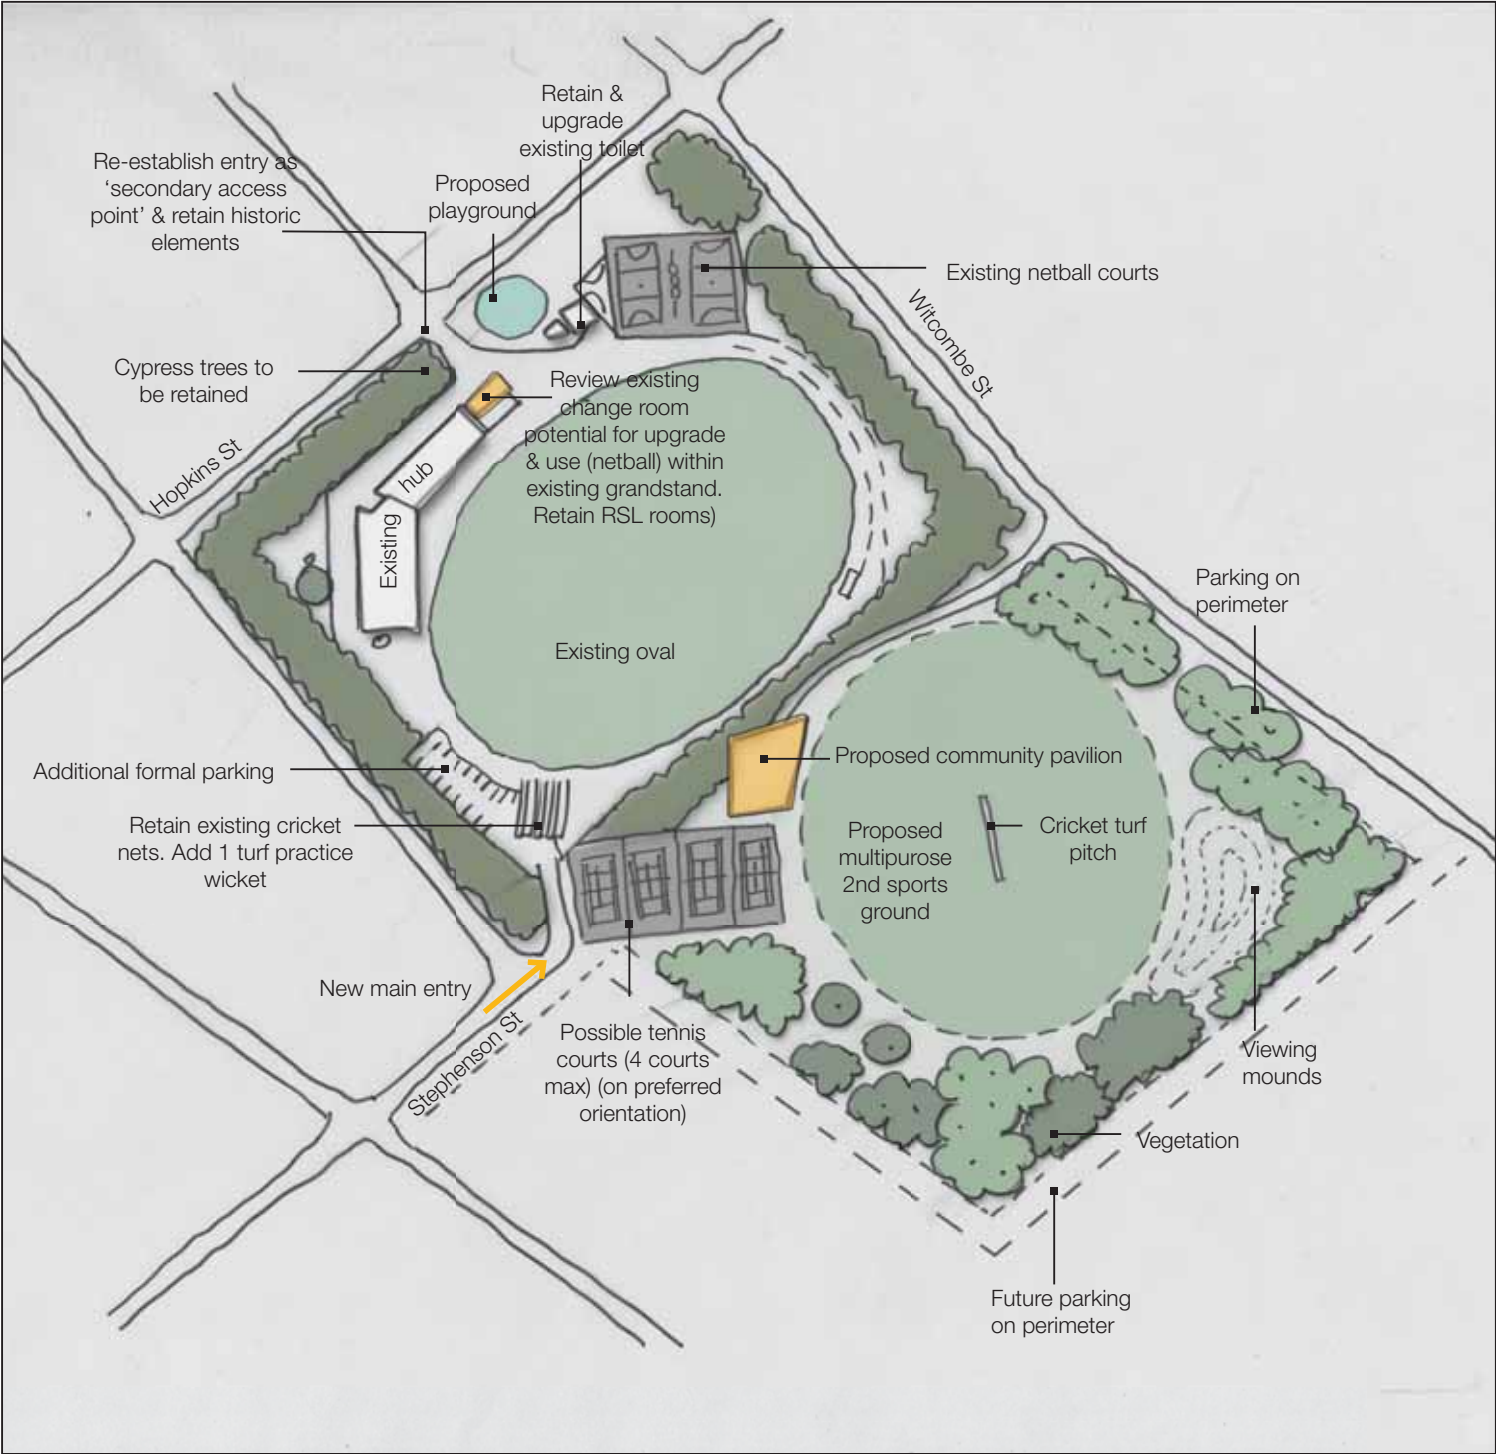 Retain &
upgrade
existing toilet
Re-establish entry as
‘secondary access
point’ & retain historic
elements
Proposed
playground
Existing netball courts
Witcombe St
Cypress trees to
be retained
Review existing
change room
potential for upgrade
& use (netball) within
existing grandstand.
Retain RSL rooms)
Hopkins St
hub
Existing
Parking on
perimeter
Existing oval
Additional formal parking
Proposed community pavilion
Retain existing cricket
nets. Add 1 turf practice
wicket
Proposed
multipurose
2nd sports
ground
Cricket turf
pitch
New main entry
Stephenson St
Possible tennis
courts (4 courts
max) (on preferred
orientation)
Viewing
mounds
Vegetation
Future parking
on perimeter